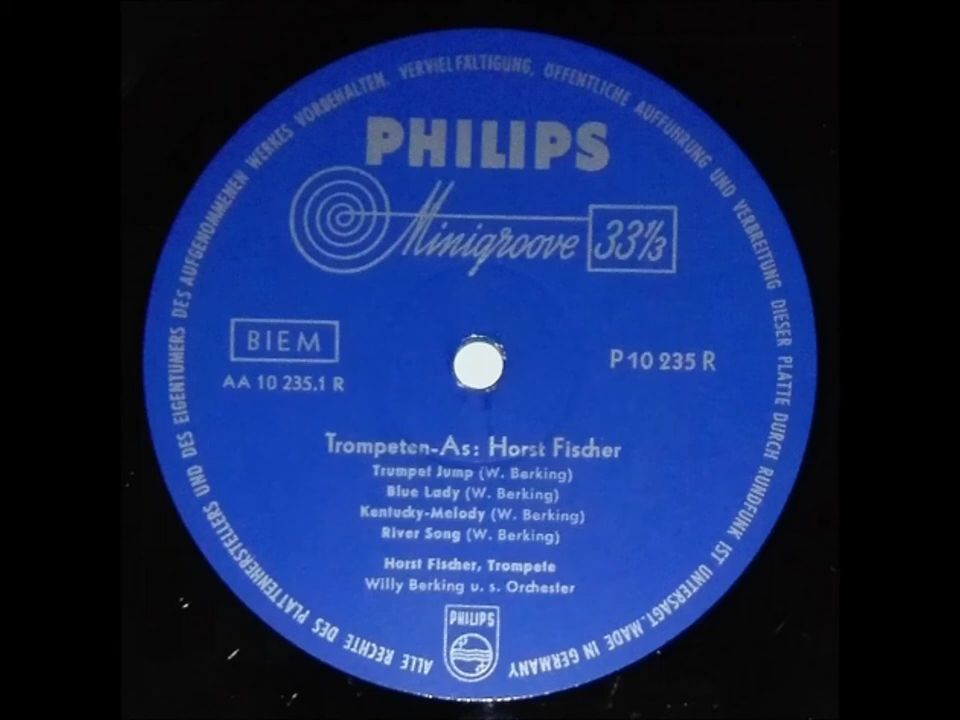 ALLE RECHTE DES PLATTENHERSTELLERS UND DES EIGENTUMERS DES AUFGENOMMENEN WERKES VORBEHALTEN. VERVIELFÄLTIGUNG, ÖFFENTLICHE AUFFÜHRUNG UND VERBREITUNG DIESER PLATTE DURCH RUNDFUNK IST UNTERSAGT. MADE IN GERMANY
PHILIPS
Minigroove 33⅓
BIEM
AA 10 235.1 R
P 10 235 R
Trompeten-As: Horst Fischer
Trumpet Jump (W. Berking)
Blue Lady (W. Berking)
Kentucky-Melody (W. Berking)
River Song (W. Berking)
Horst Fischer, Trompete
Willy Berking u. s. Orchester
PHILIPS